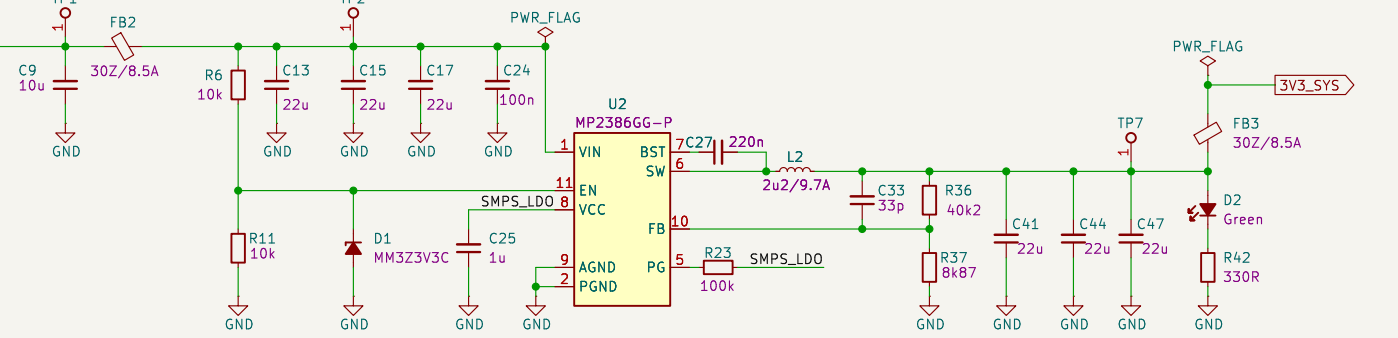 TP2
FB2
PWR_FLAG
1
1
30Z/8.5A
C9
10u
R6
10k
C13
22u
C15
22u
C17
22u
C24
100n
GND
GND
GND
GND
GND
U2
MP2386GG-P
1 VIN
11 EN
8 VCC
9 AGND
2 PGND
BST 7
SW 6
FB 10
PG 5
C27 220n
L2
2u2/9.7A
SMPS_LDO
R11
10k
D1
MM3Z3V3C
C25
1u
R23
100k
SMPS_LDO
C33
33p
R36
40k2
R37
8k87
C41
22u
C44
22u
C47
22u
TP7
1
PWR_FLAG
3V3_SYS
FB3
30Z/8.5A
D2
Green
R42
330R
GND
GND
GND
GND
GND
GND
GND
GND
GND